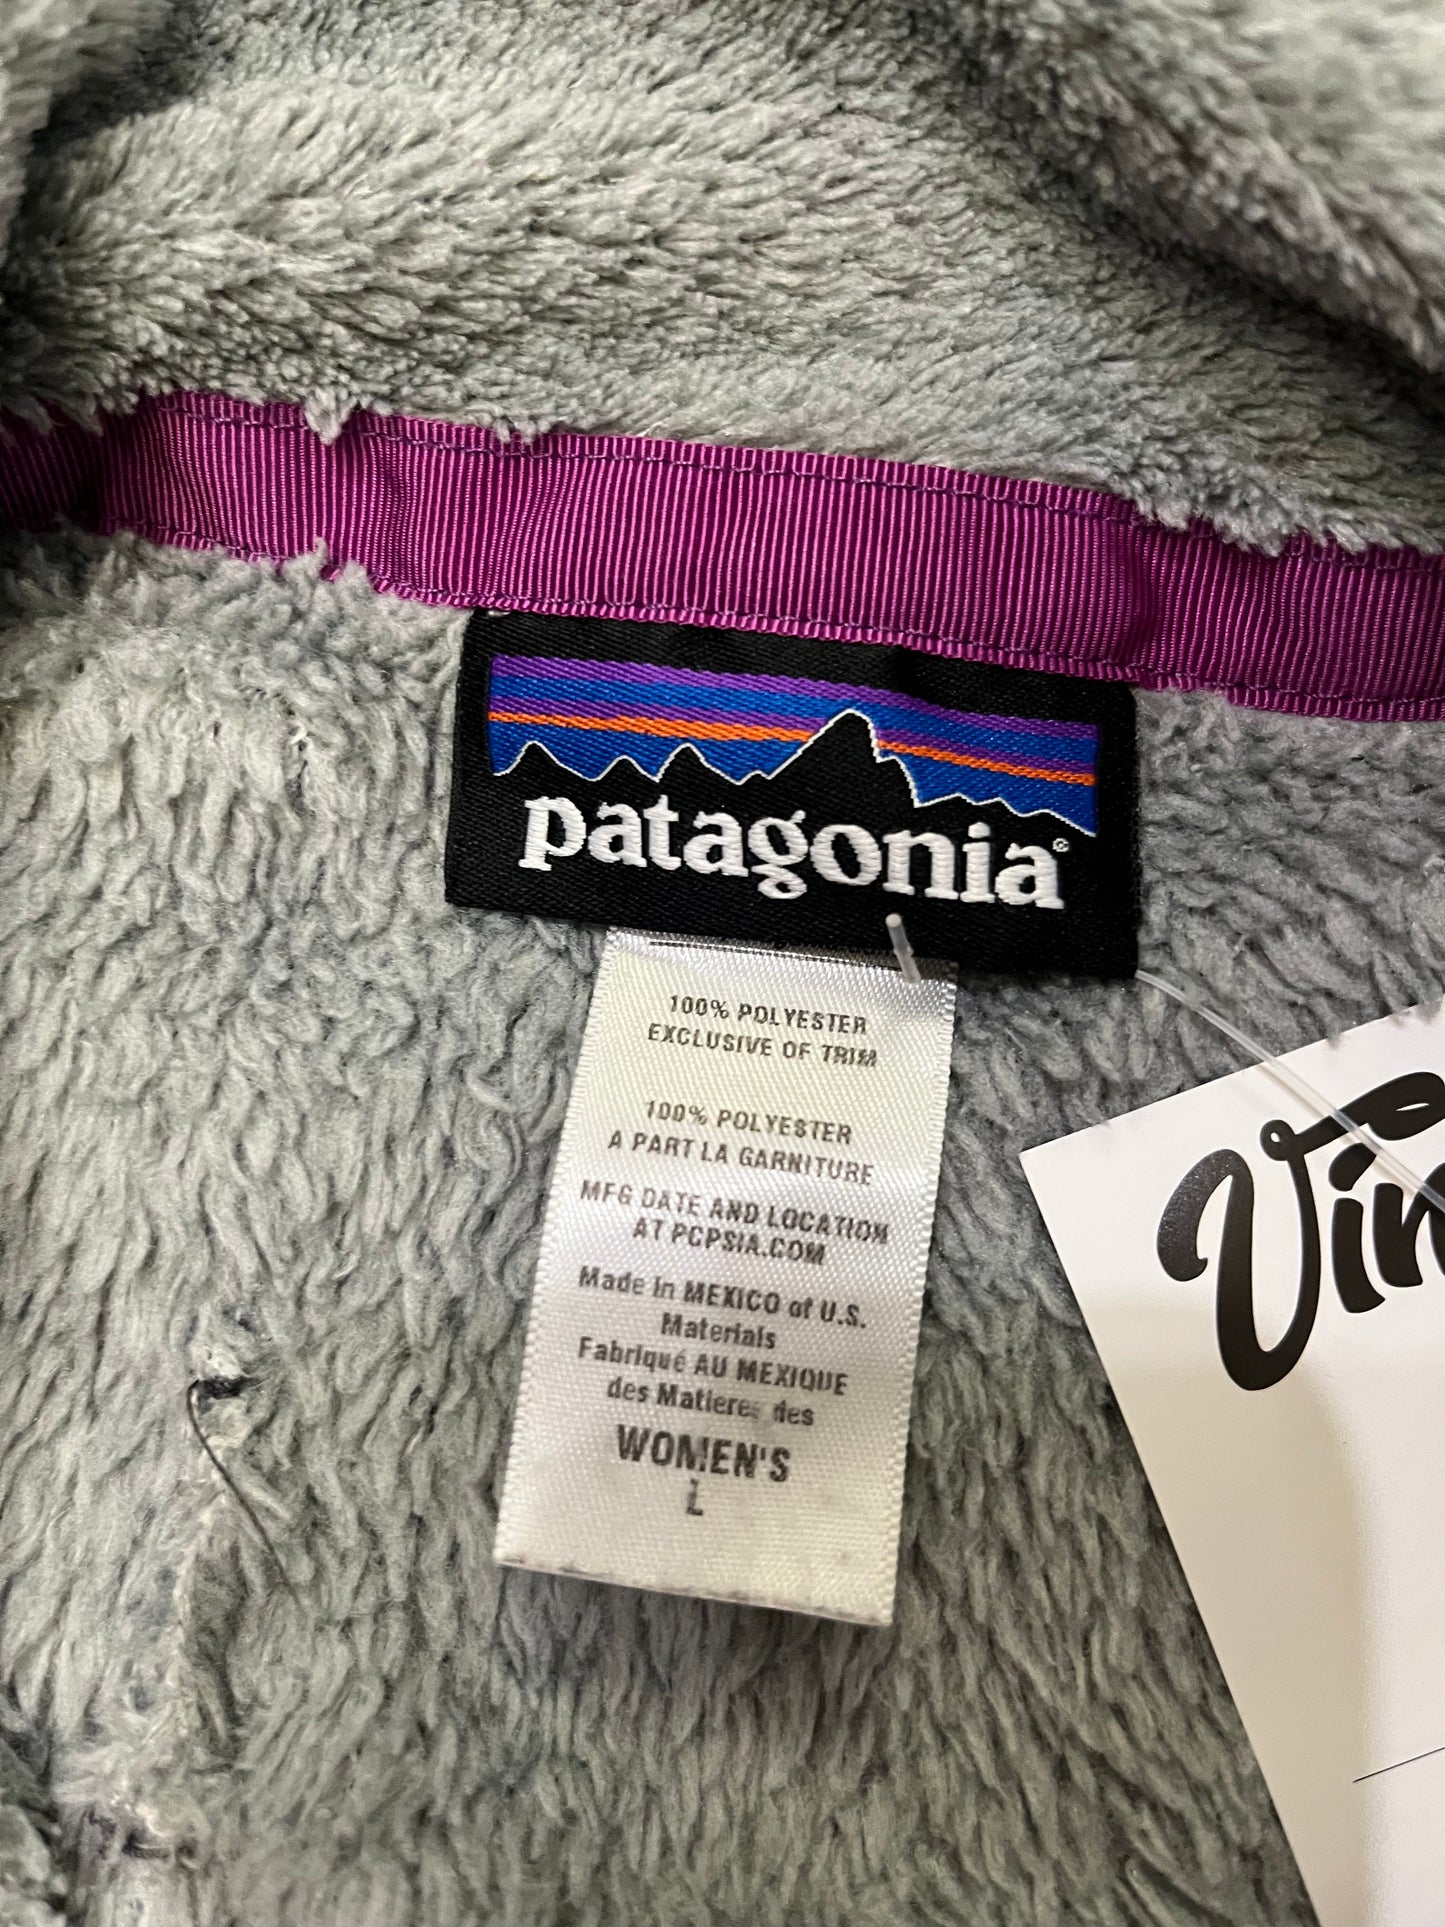 patagonia®
100% POLYESTER
EXCLUSIVE OF TRIM
100% POLYESTER
A PART LA GARNITURE
MFG DATE AND LOCATION
AT PCPSIA.COM
Made In MEXICO of U.S.
Materials
Fabriqué AU MEXIQUE
des Matieres des
WOMEN'S
L
Vin